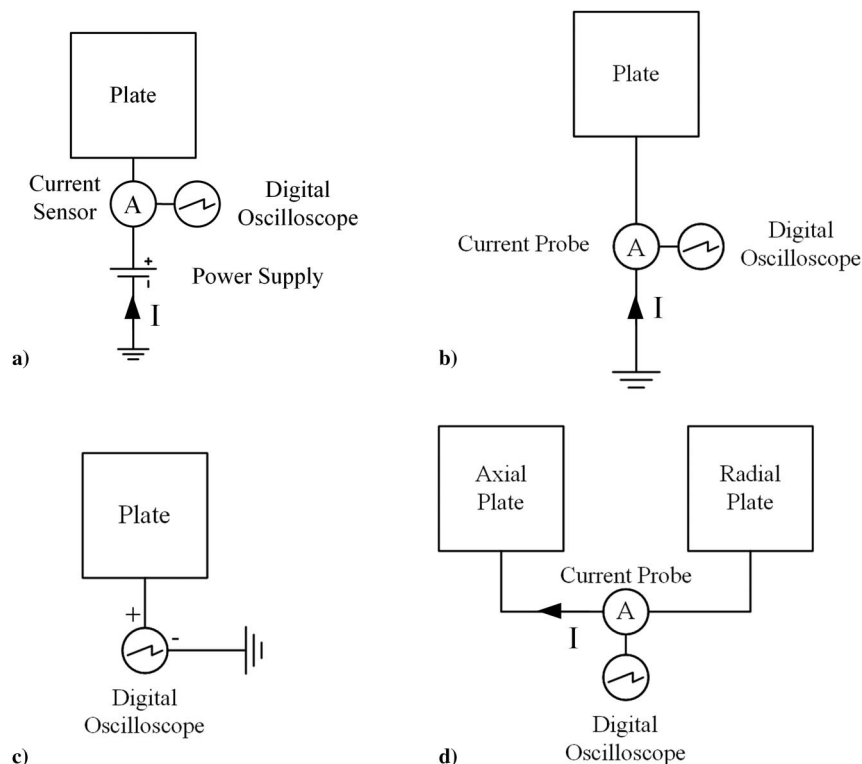 Plate
Current
Sensor
A
Digital
Oscilloscope
+
-
Power Supply
I
a)
Plate
Current Probe
A
Digital
Oscilloscope
I
b)
Plate
+
-
Digital
Oscilloscope
c)
Axial
Plate
Radial
Plate
Current Probe
A
I
Digital
Oscilloscope
d)